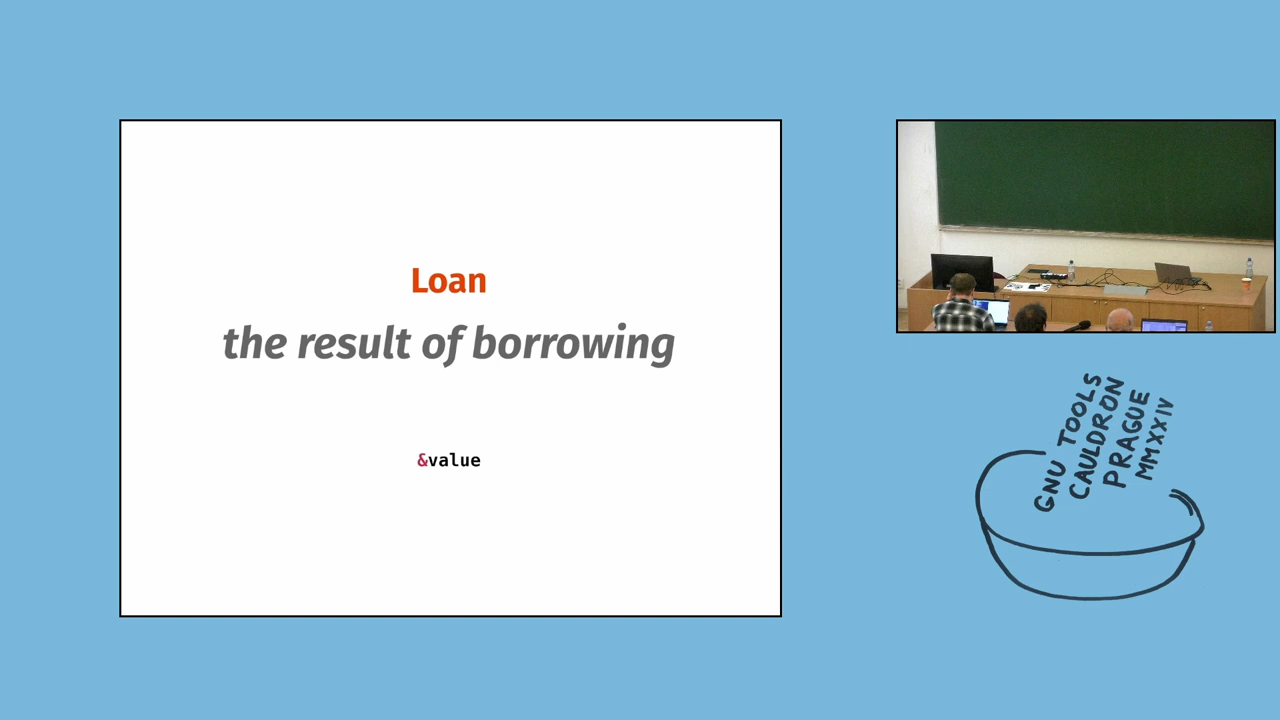 Loan
the result of borrowing
&value
GNU TOOLS
CAULDRON
PRAGUE
MMXXIV